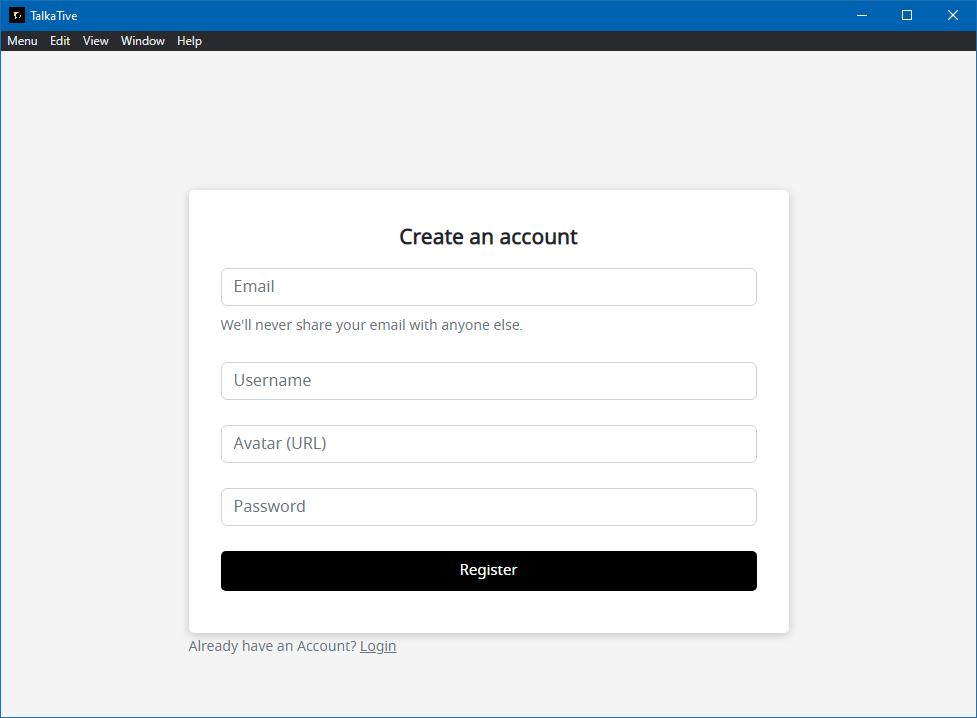 TalkaTive
Menu Edit View Window Help
Create an account
Email
We'll never share your email with anyone else.
Username
Avatar (URL)
Password
Register
Already have an Account? Login